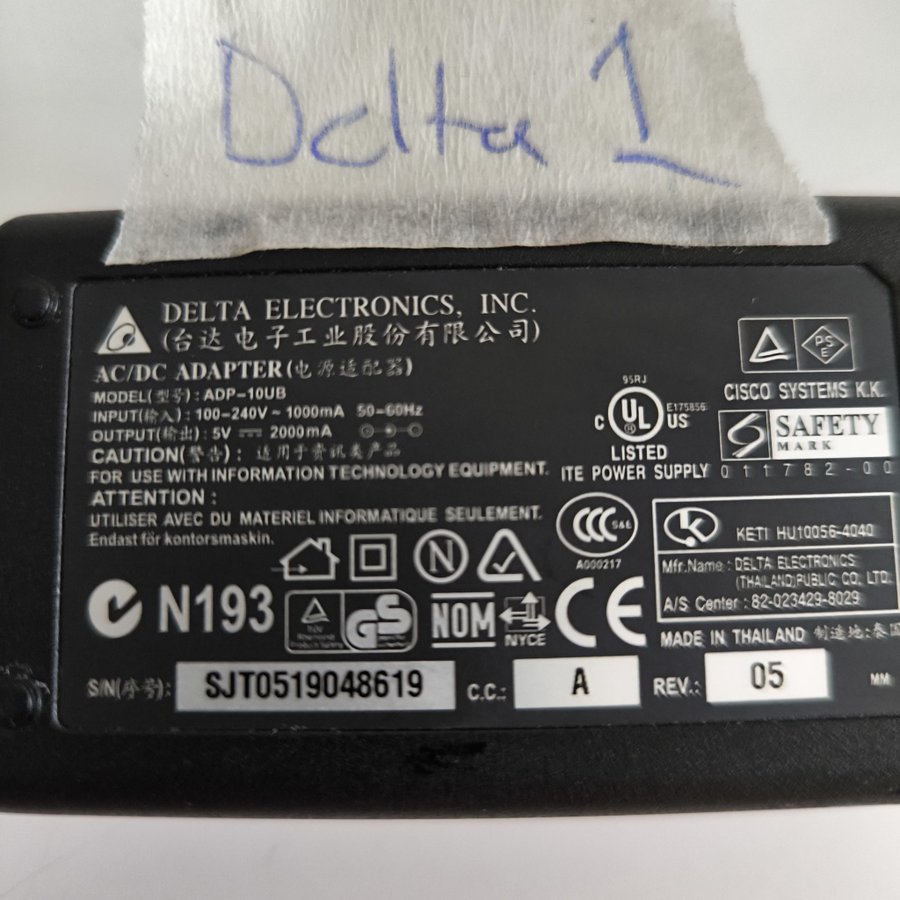 Delta 1
DELTA ELECTRONICS, INC.
(台达电子工业股份有限公司)
AC/DC ADAPTER(电源适配器)
MODEL(型号): ADP-10UB
INPUT(输入): 100-240V ~ 1000mA 50-60Hz
OUTPUT(输出): 5V ⎓ 2000mA
CAUTION(警告): 适用于资讯类产品
FOR USE WITH INFORMATION TECHNOLOGY EQUIPMENT.
ATTENTION :
UTILISER AVEC DU MATERIEL INFORMATIQUE SEULEMENT.
Endast för kontorsmaskin.
95RJ
C UL US E175856
LISTED
ITE POWER SUPPLY
PSE
CISCO SYSTEMS K.K.
SAFETY
MARK
011782-00
CCC S&E
A000217
KETI HU10056-4040
Mfr.Name : DELTA ELECTRONICS
(THAILAND)PUBLIC CO. LTD.
A/S Center : 82-023429-8029
N
N193
GS
NOM
NYCE
CE
MADE IN THAILAND 制造地:泰国
S/N(序号): SJT0519048619 C.C.: A REV.: 05